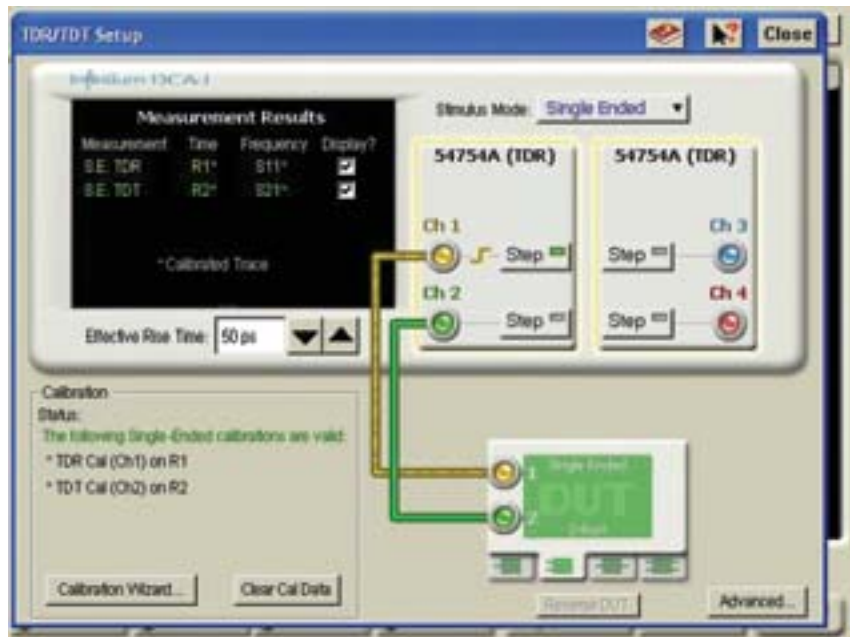 TDR/TDT Setup
Close
Infiniium DCA-J
Measurement Results
Measurement Time Frequency Display?
S.E. TDR R1* S11*
S.E. TDT R2* S21*
* Calibrated Trace
Effective Rise Time: 50 ps
Stimulus Mode: Single Ended
54754A (TDR)
54754A (TDR)
Ch 1
Step
Ch 2
Step
Ch 3
Step
Ch 4
Step
Calibration
Status:
The following Single-Ended calibrations are valid:
* TDR Cal (Ch1) on R1
* TDT Cal (Ch2) on R2
Calibration Wizard...
Clear Cal Data
1
2
Single Ended
DUT
2-Port
Reverse DUT
Advanced...